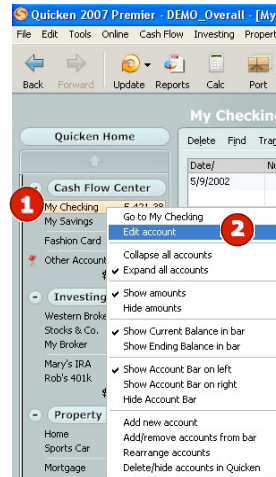 Quicken 2007 Premier - DEMO_Overall - [My
File Edit Tools Online Cash Flow Investing Propert
Back Forward Update Reports Calc Port
My Checkin
Quicken Home
Delete Find Tra
Date/ Nu
5/9/2002
Cash Flow Center
1
My Checking 5,421.38
My Savings
Fashion Card
Other Account
$
Go to My Checking
Edit account
2
Collapse all accounts
Expand all accounts
Show amounts
Hide amounts
Show Current Balance in bar
Show Ending Balance in bar
Show Account Bar on left
Show Account Bar on right
Hide Account Bar
Add new account
Add/remove accounts from bar
Rearrange accounts
Delete/hide accounts in Quicken
Investing
Western Broke
Stocks & Co.
My Broker
Mary's IRA
Rob's 401k
$
Property
Home
Sports Car
Mortgage